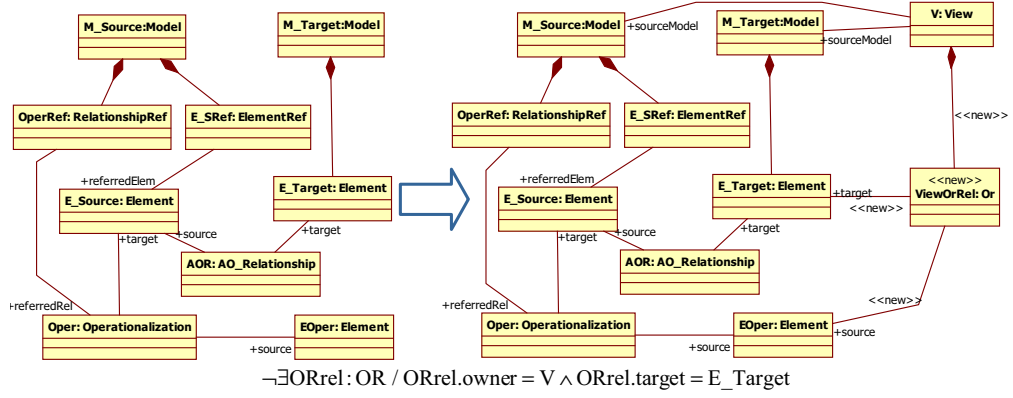 M_Source:Model
M_Target:Model
OperRef: RelationshipRef
E_SRef: ElementRef
+referredElem
E_Source: Element
E_Target: Element
+target
+source
+target
AOR: AO_Relationship
+referredRel
Oper: Operationalization
EOper: Element
+source
M_Source:Model
+sourceModel
M_Target:Model
+sourceModel
V: View
OperRef: RelationshipRef
E_SRef: ElementRef
<<new>>
+referredElem
E_Source: Element
E_Target: Element
+target
<<new>>
<<new>>
ViewOrRel: Or
+target
+source
+target
AOR: AO_Relationship
<<new>>
+referredRel
Oper: Operationalization
EOper: Element
+source
+source
¬∃ORrel : OR / ORrel.owner = V ∧ ORrel.target = E_Target